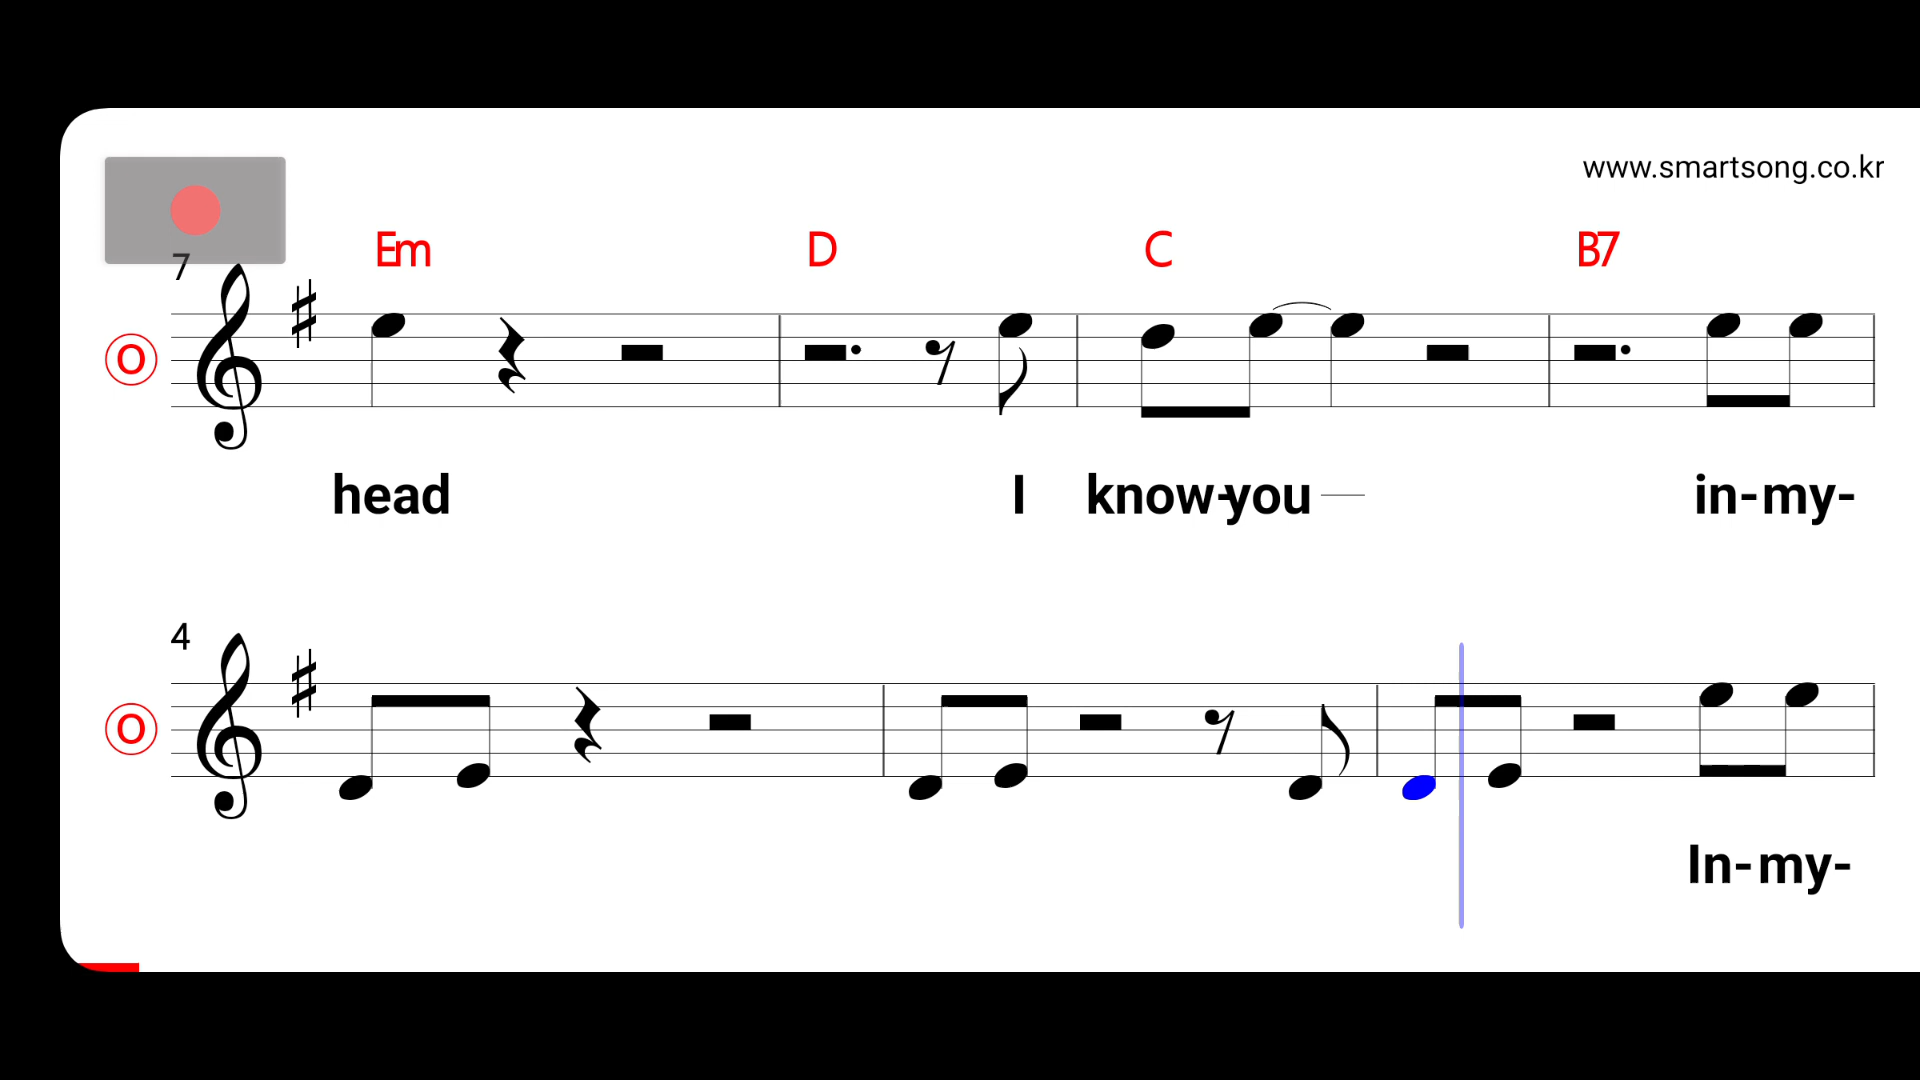 www.smartsong.co.kr
7
Em D C B7
O
head I know-you in-my-
4
O
In-my-